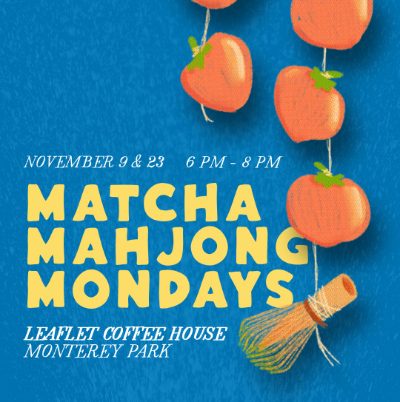 NOVEMBER 9 & 23 6 PM - 8 PM
MATCHA
MAHJONG
MONDAYS
LEAFLET COFFEE HOUSE
MONTEREY PARK